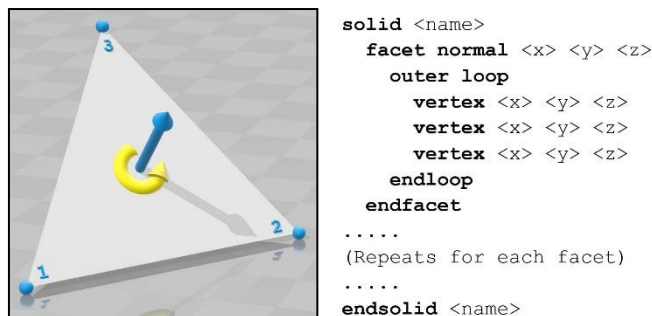 3
2
1
solid <name>
facet normal <x> <y> <z>
outer loop
vertex <x> <y> <z>
vertex <x> <y> <z>
vertex <x> <y> <z>
endloop
endfacet
.....
(Repeats for each facet)
.....
endsolid <name>